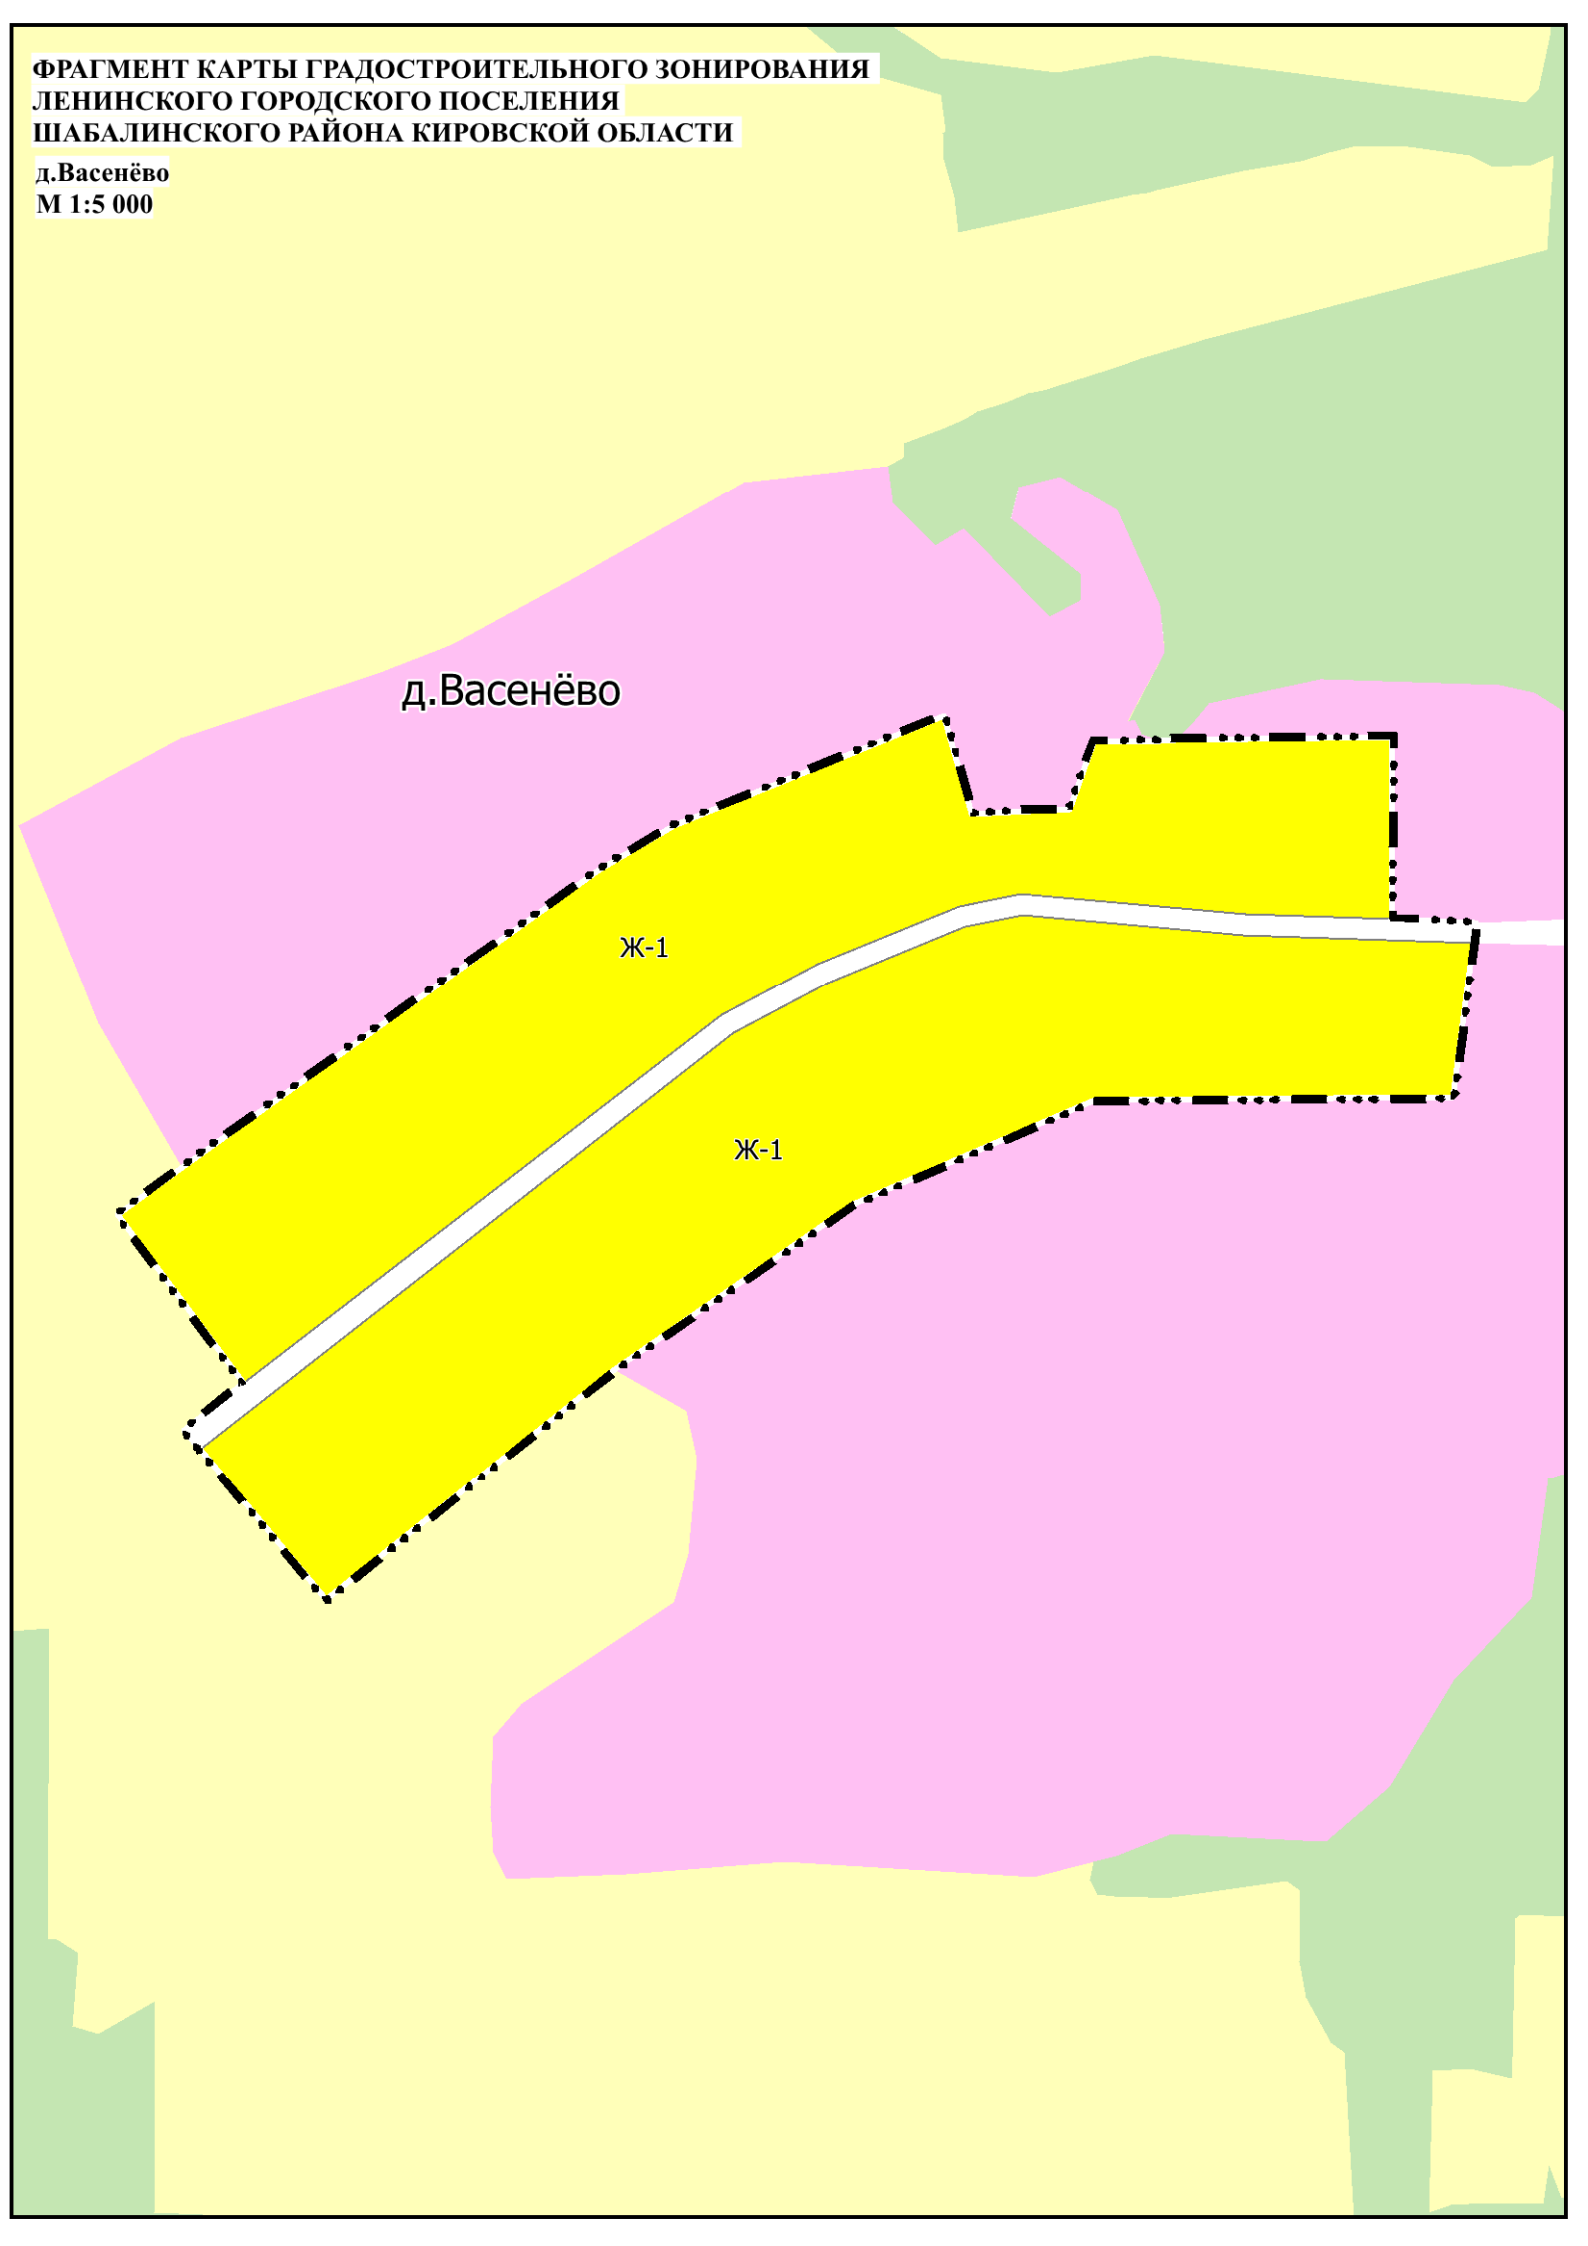 ФРАГМЕНТ КАРТЫ ГРАДОСТРОИТЕЛЬНОГО ЗОНИРОВАНИЯ
ЛЕНИНСКОГО ГОРОДСКОГО ПОСЕЛЕНИЯ
ШАБАЛИНСКОГО РАЙОНА КИРОВСКОЙ ОБЛАСТИ
д.Васенёво
М 1:5 000
д.Васенёво
Ж-1
Ж-1